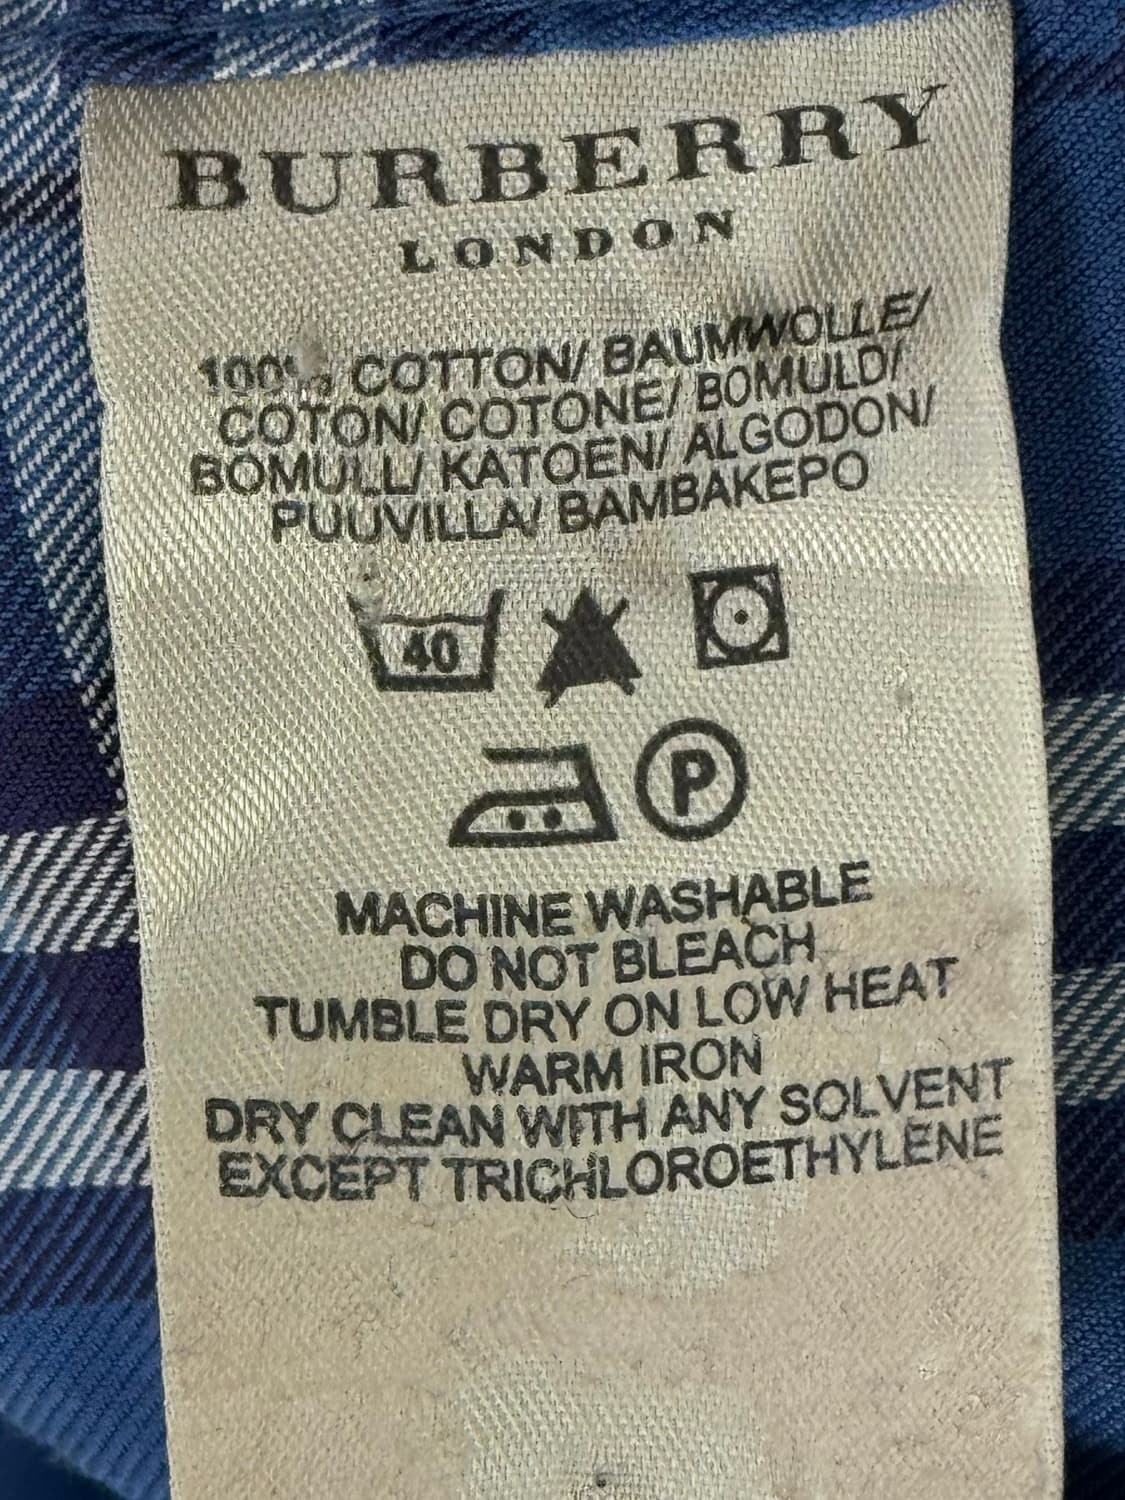 BURBERRY
LONDON
100% COTTON/ BAUMWOLLE/
COTON/ COTONE/ BOMULD/
BOMULL/ KATOEN/ ALGODON/
PUUVILLA/ BAMBAKEPO
40
P
MACHINE WASHABLE
DO NOT BLEACH
TUMBLE DRY ON LOW HEAT
WARM IRON
DRY CLEAN WITH ANY SOLVENT
EXCEPT TRICHLOROETHYLENE